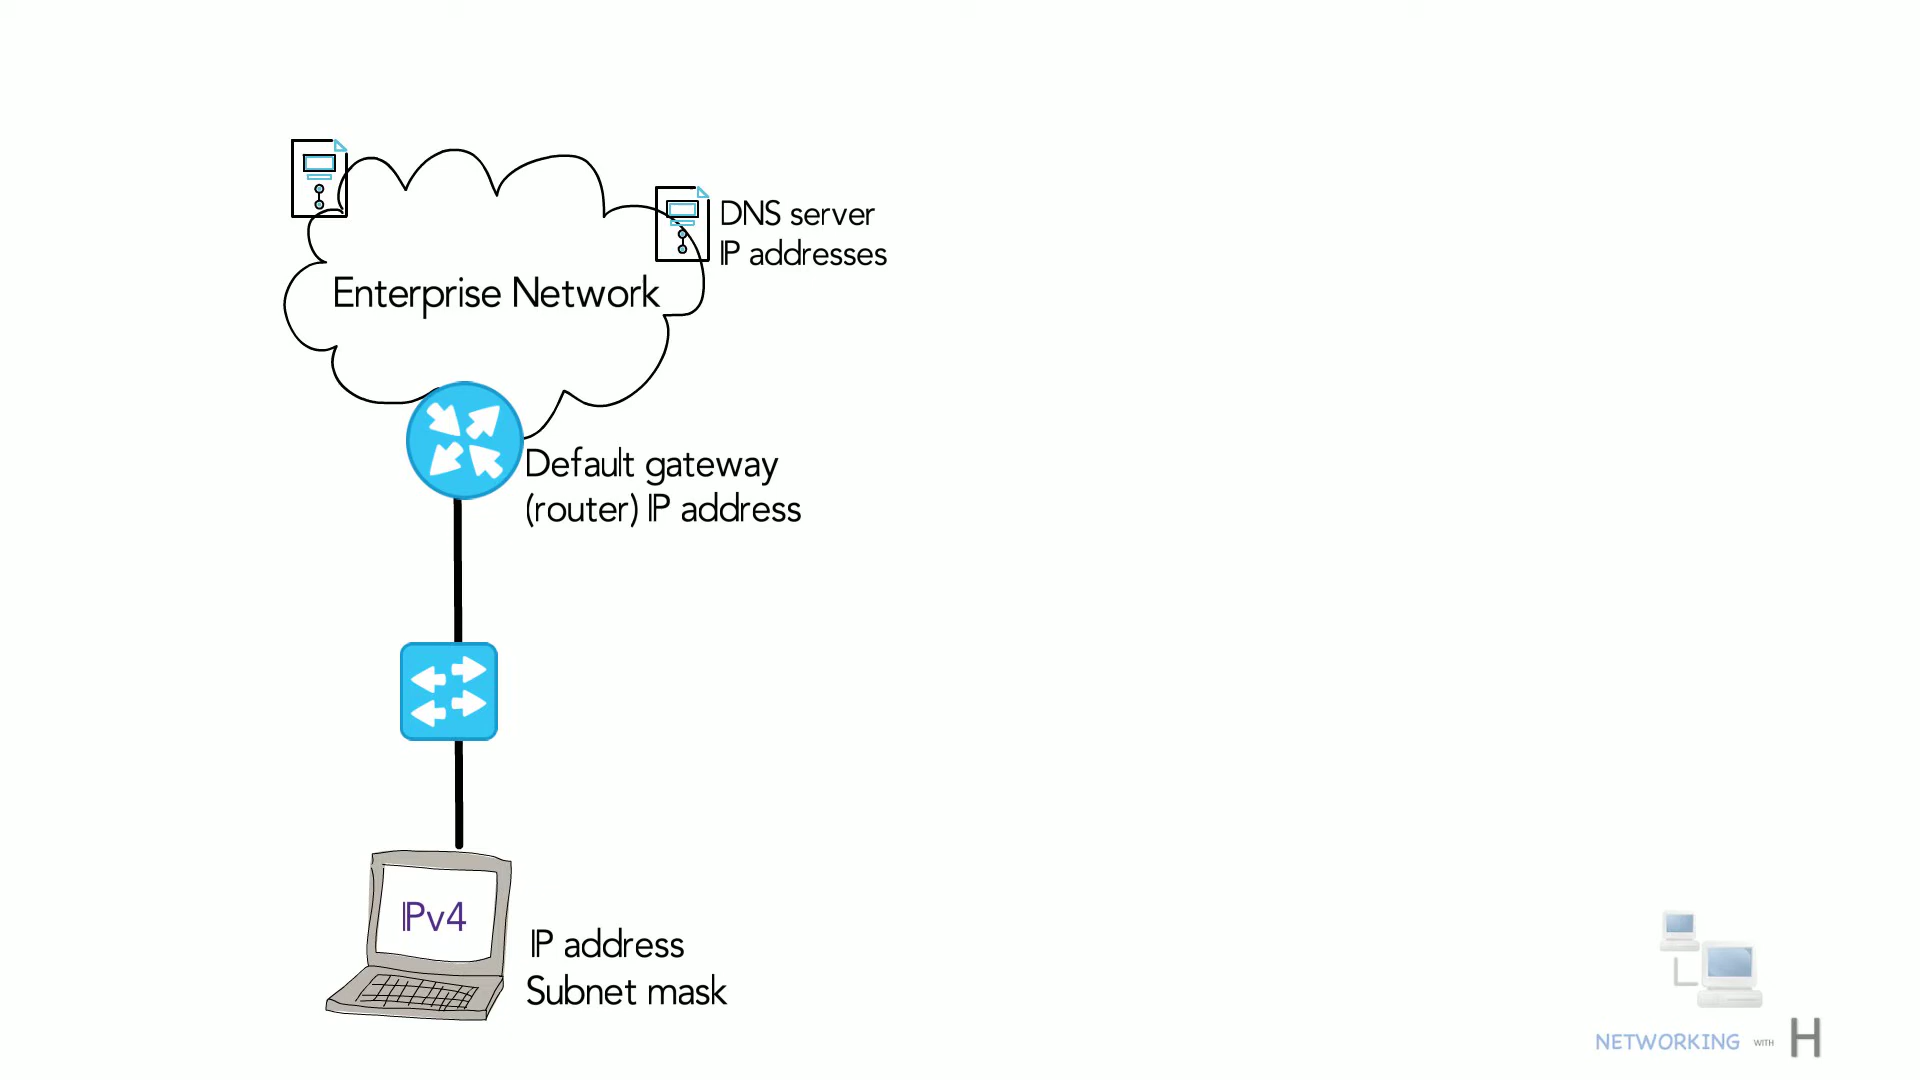 DNS server
IP addresses
Enterprise Network
Default gateway
(router) IP address
IPv4
IP address
Subnet mask
NETWORKING WITH H